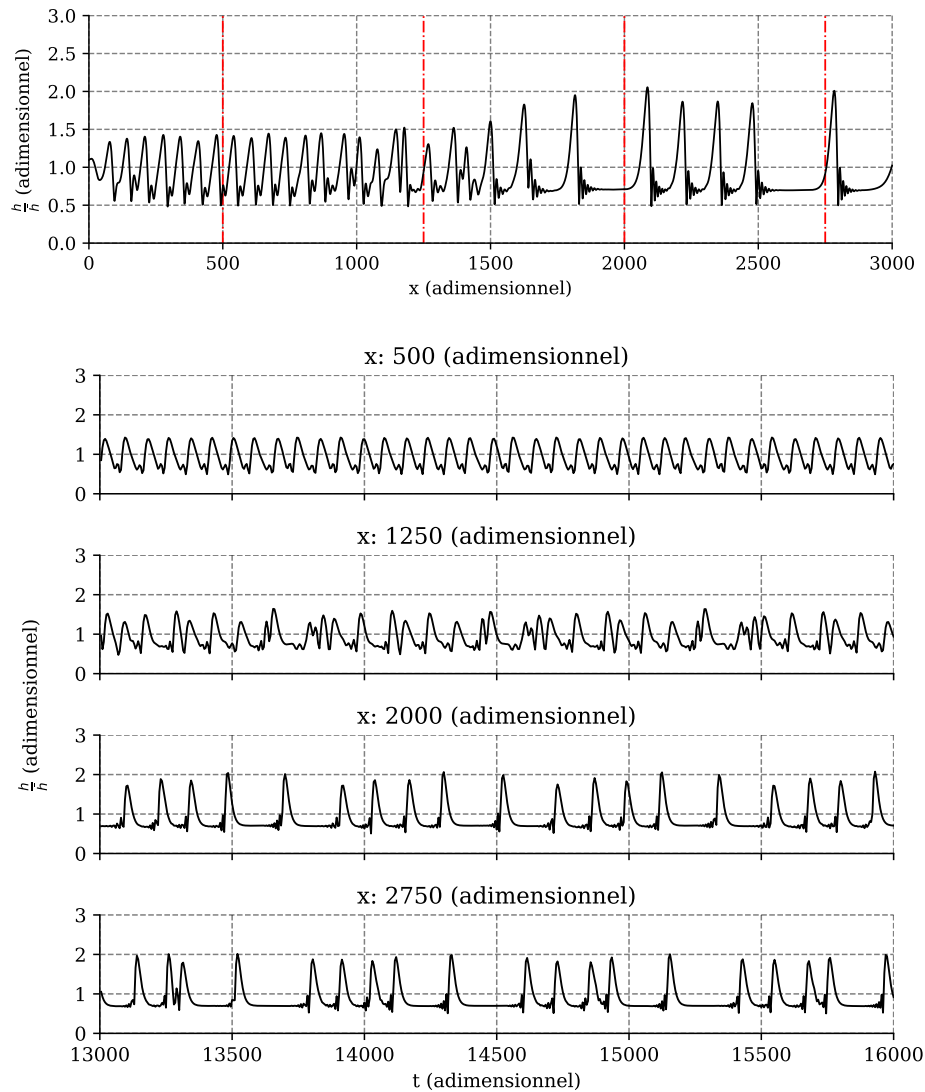 3.0
2.5
2.0
1.5
1.0
0.5
0.0
h/h̄ (adimensionnel)
0 500 1000 1500 2000 2500 3000
x (adimensionnel)
x: 500 (adimensionnel)
3
2
1
0
x: 1250 (adimensionnel)
3
2
1
0
h/h̄ (adimensionnel)
x: 2000 (adimensionnel)
3
2
1
0
x: 2750 (adimensionnel)
3
2
1
0
13000 13500 14000 14500 15000 15500 16000
t (adimensionnel)